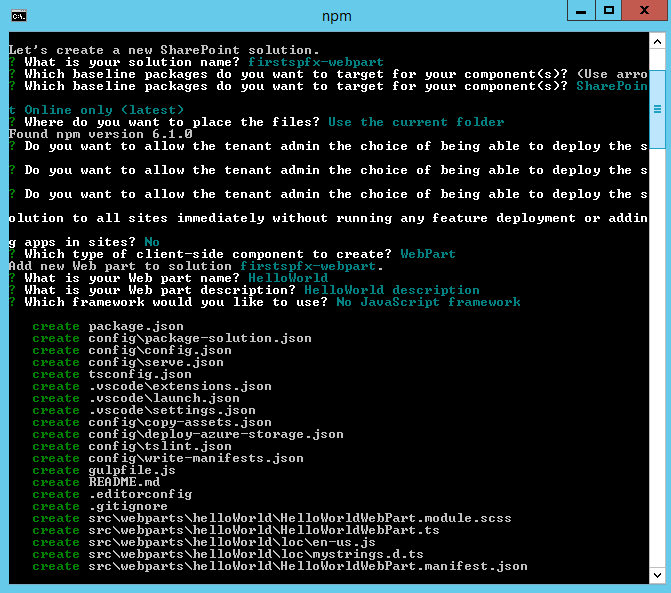 npm
Let's create a new SharePoint solution.
? What is your solution name? firstspfx-webpart
? Which baseline packages do you want to target for your component(s)? (Use arro
? Which baseline packages do you want to target for your component(s)? SharePoin
t Online only (latest)
? Where do you want to place the files? Use the current folder
Found npm version 6.1.0
? Do you want to allow the tenant admin the choice of being able to deploy the s
? Do you want to allow the tenant admin the choice of being able to deploy the s
? Do you want to allow the tenant admin the choice of being able to deploy the s
olution to all sites immediately without running any feature deployment or addin
g apps in sites? No
? Which type of client-side component to create? WebPart
Add new Web part to solution firstspfx-webpart.
? What is your Web part name? HelloWorld
? What is your Web part description? HelloWorld description
? Which framework would you like to use? No JavaScript framework
create package.json
create config\package-solution.json
create config\config.json
create config\serve.json
create tsconfig.json
create .vscode\extensions.json
create .vscode\launch.json
create .vscode\settings.json
create config\copy-assets.json
create config\deploy-azure-storage.json
create config\tslint.json
create config\write-manifests.json
create gulpfile.js
create README.md
create .editorconfig
create .gitignore
create src\webparts\helloWorld\HelloWorldWebPart.module.scss
create src\webparts\helloWorld\HelloWorldWebPart.ts
create src\webparts\helloWorld\loc\en-us.js
create src\webparts\helloWorld\loc\mystrings.d.ts
create src\webparts\helloWorld\HelloWorldWebPart.manifest.json